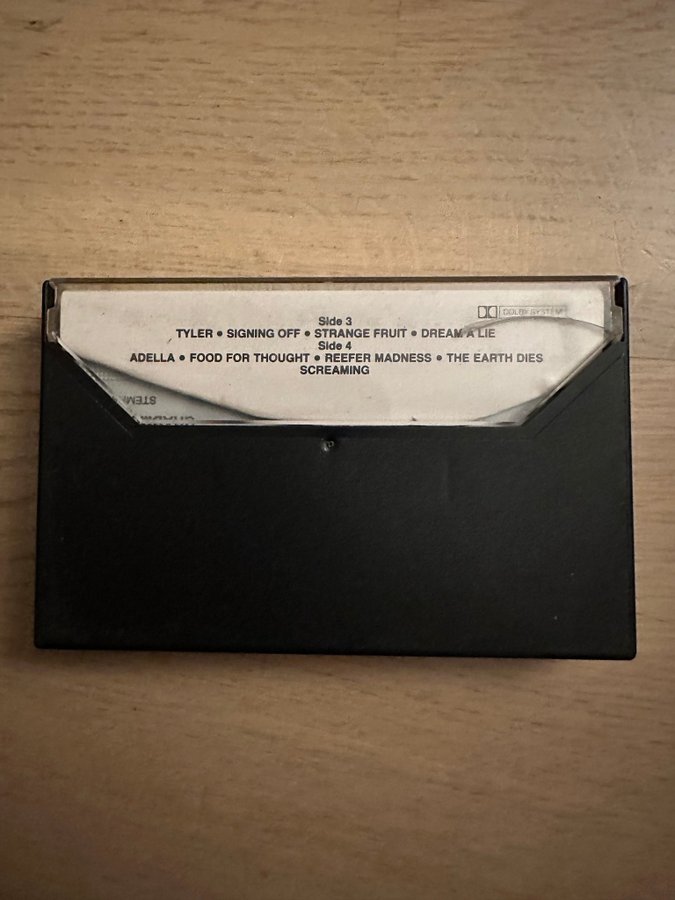 DOLBY SYSTEM
Side 3
TYLER • SIGNING OFF • STRANGE FRUIT • DREAM A LIE
Side 4
ADELLA • FOOD FOR THOUGHT • REEFER MADNESS • THE EARTH DIES
SCREAMING
STEM